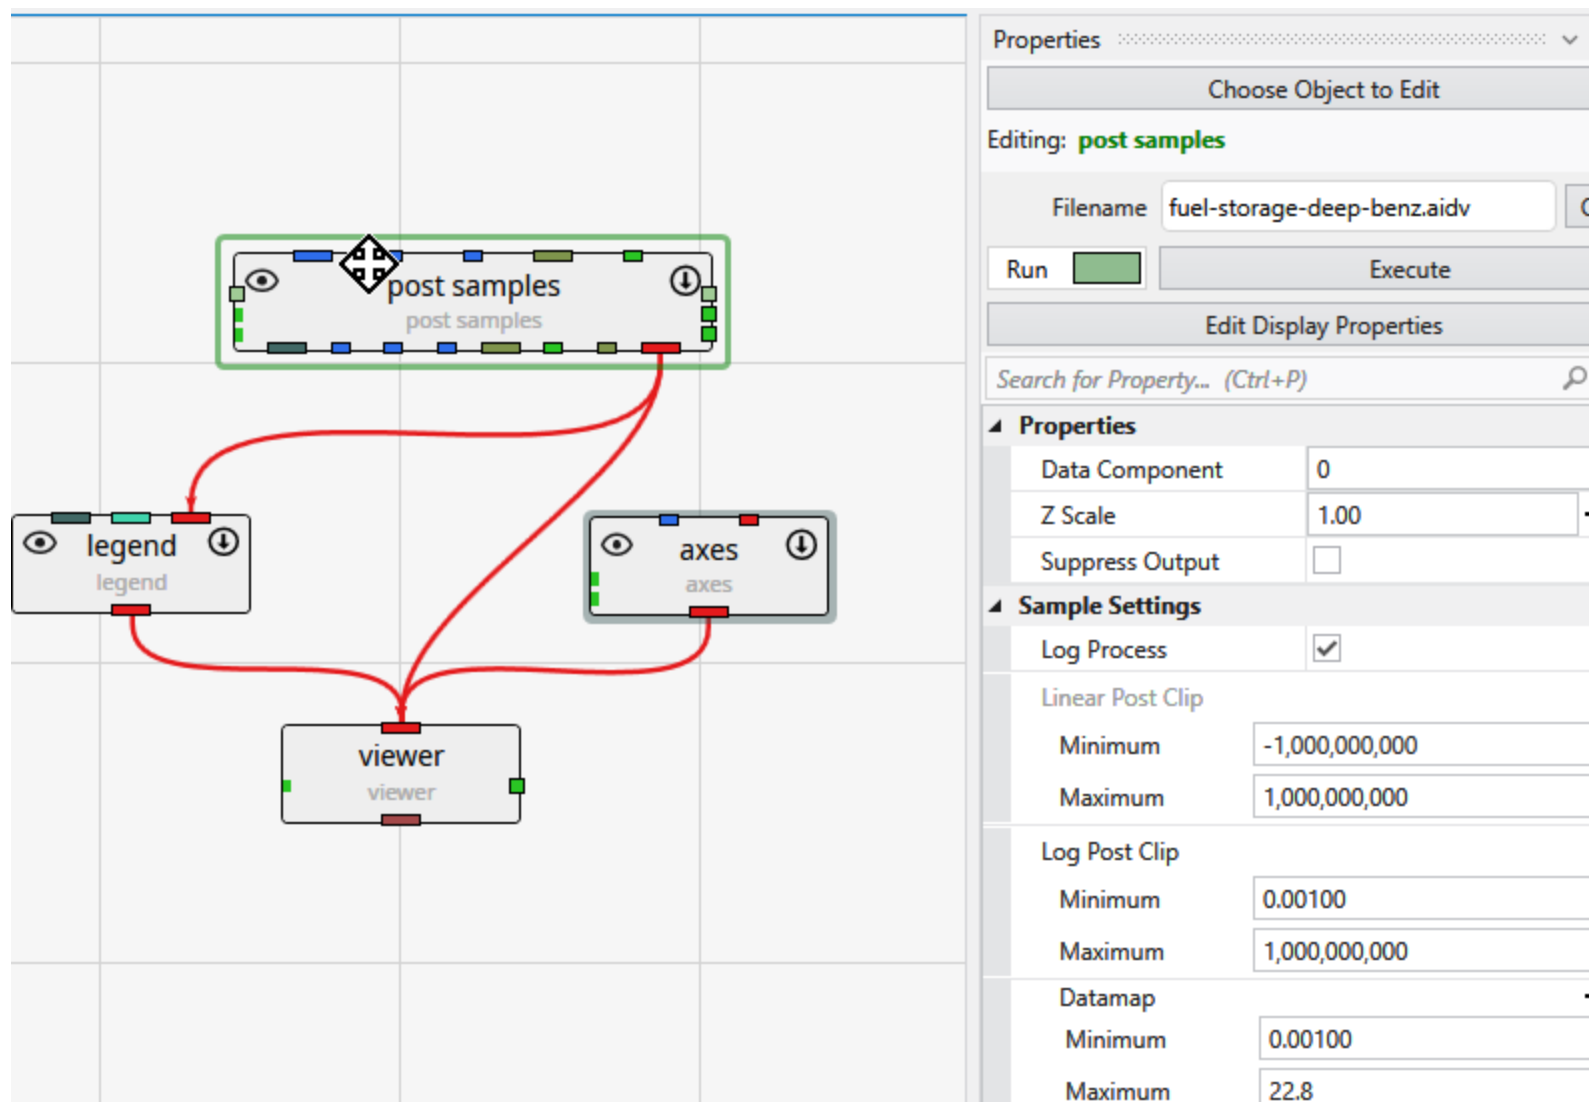 post samples
post samples
legend
legend
axes
axes
viewer
viewer
Properties
Choose Object to Edit
Editing: post samples
Filename fuel-storage-deep-benz.aidv
Run Execute
Edit Display Properties
Search for Property... (Ctrl+P)
Properties
Data Component 0
Z Scale 1.00
Suppress Output
Sample Settings
Log Process
Linear Post Clip
Minimum -1,000,000,000
Maximum 1,000,000,000
Log Post Clip
Minimum 0.00100
Maximum 1,000,000,000
Datamap
Minimum 0.00100
Maximum 22.8